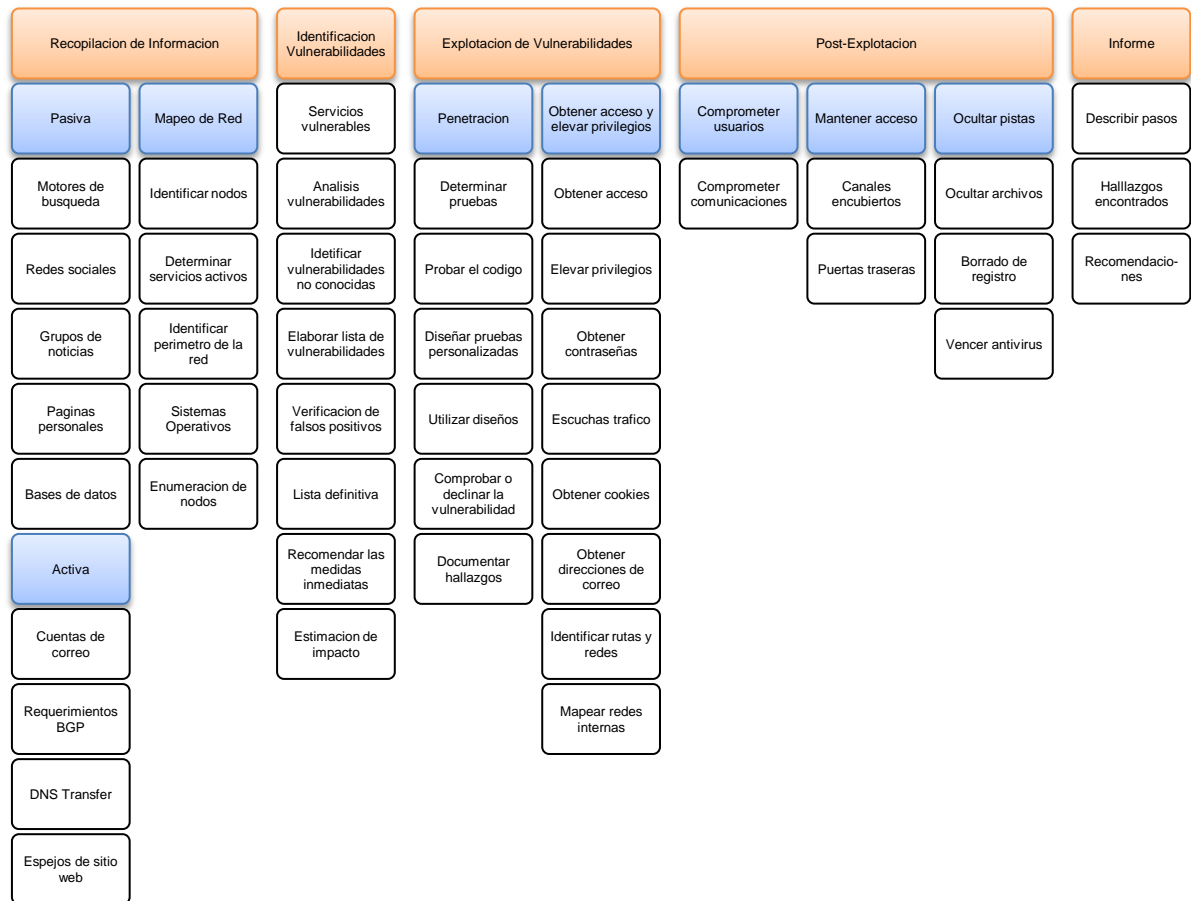 Recopilacion de Informacion
Identificacion
Vulnerabilidades
Explotacion de Vulnerabilidades
Post-Explotacion
Informe
Pasiva
Motores de
busqueda
Redes sociales
Grupos de
noticias
Paginas
personales
Bases de datos
Activa
Cuentas de
correo
Requerimientos
BGP
DNS Transfer
Espejos de sitio
web
Mapeo de Red
Identificar nodos
Determinar
servicios activos
Identificar
perimetro de la
red
Sistemas
Operativos
Enumeracion de
nodos
Servicios
vulnerables
Analisis
vulnerabilidades
Idetificar
vulnerabilidades
no conocidas
Elaborar lista de
vulnerabilidades
Verificacion de
falsos positivos
Lista definitiva
Recomendar las
medidas
inmediatas
Estimacion de
impacto
Penetracion
Determinar
pruebas
Probar el codigo
Diseñar pruebas
personalizadas
Utilizar diseños
Comprobar o
declinar la
vulnerabilidad
Documentar
hallazgos
Obtener acceso y
elevar privilegios
Obtener acceso
Elevar privilegios
Obtener
contraseñas
Escuchas trafico
Obtener cookies
Obtener
direcciones de
correo
Identificar rutas y
redes
Mapear redes
internas
Comprometer
usuarios
Comprometer
comunicaciones
Mantener acceso
Canales
encubiertos
Puertas traseras
Ocultar pistas
Ocultar archivos
Borrado de
registro
Vencer antivirus
Describir pasos
Halllazgos
encontrados
Recomendacio-
nes